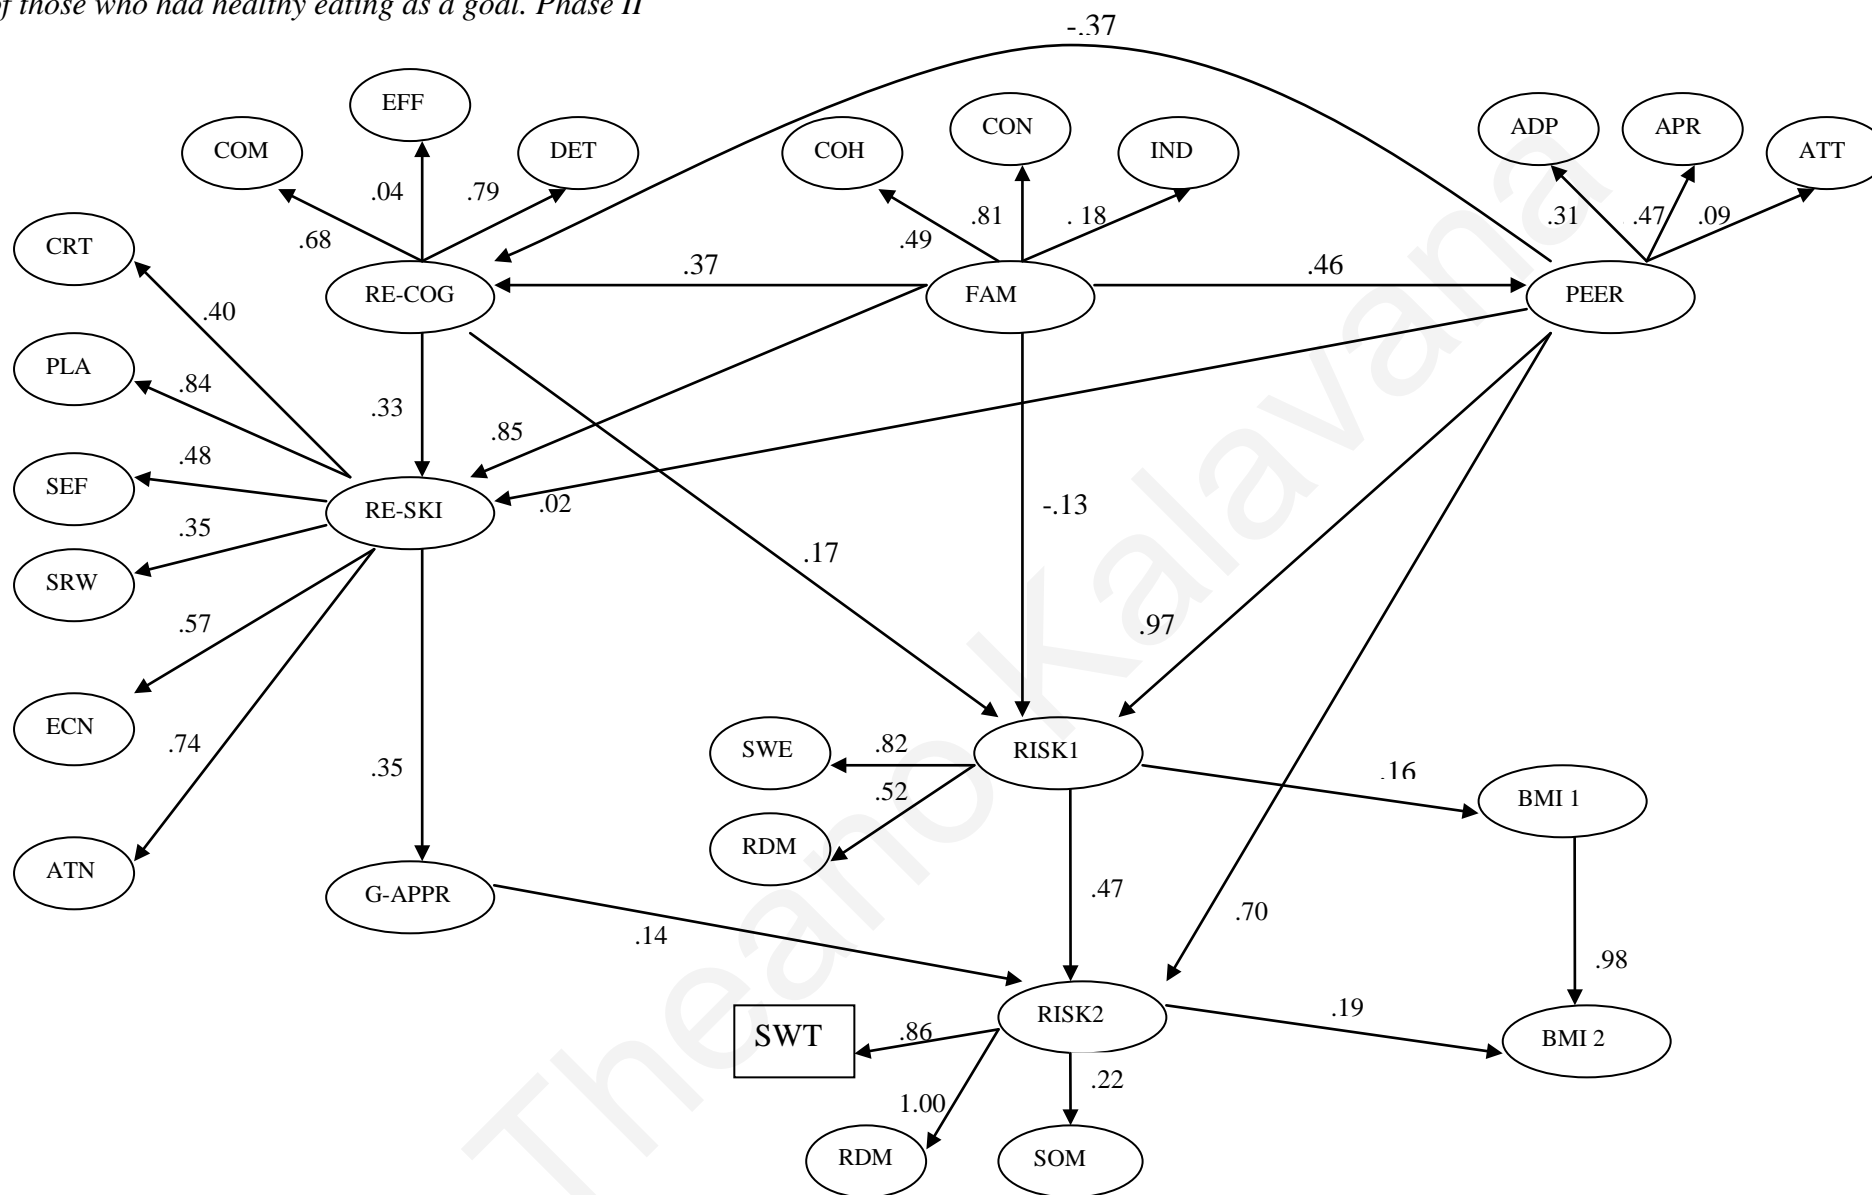 of those who had healthy eating as a goal. Phase II
-.37
EFF
CON
ADP
APR
COM
DET
COH
IND
ATT
.04
.79
.81
. 18
.31
.47
.09
.68
.49
CRT
.37
.46
RE-COG
FAM
PEER
.40
PLA
.84
.33
.85
.48
SEF
RE-SKI
.02
-.13
.35
.17
SRW
.57
.97
ECN
.74
.35
SWE
.82
RISK1
.16
.52
BMI 1
RDM
ATN
G-APPR
.47
.70
.14
.98
SWT
.86
RISK2
.19
BMI 2
.22
1.00
RDM
SOM
Theano Kalavana